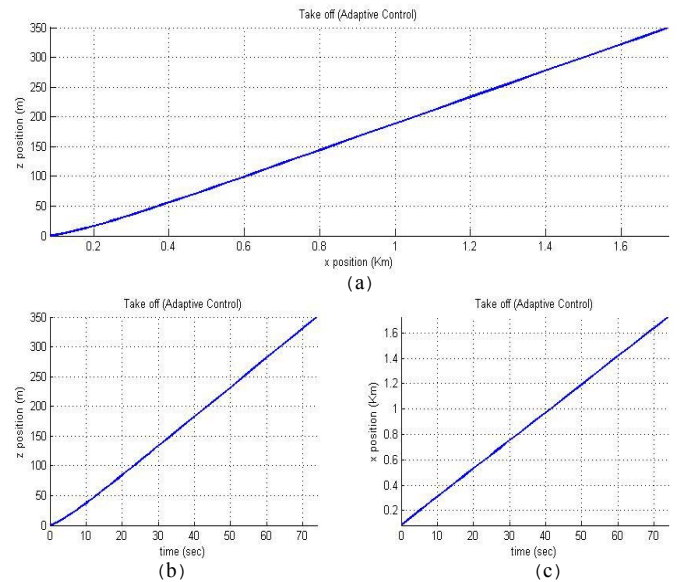 Take off (Adaptive Control)
350
300
250
200
150
100
50
0
z position (m)
0.2 0.4 0.6 0.8 1 1.2 1.4 1.6
x position (Km)
(a)
Take off (Adaptive Control)
350
300
250
200
150
100
50
0
z position (m)
0 10 20 30 40 50 60 70
time (sec)
(b)
Take off (Adaptive Control)
1.6
1.4
1.2
1
0.8
0.6
0.4
0.2
x position (Km)
0 10 20 30 40 50 60 70
time (sec)
(c)